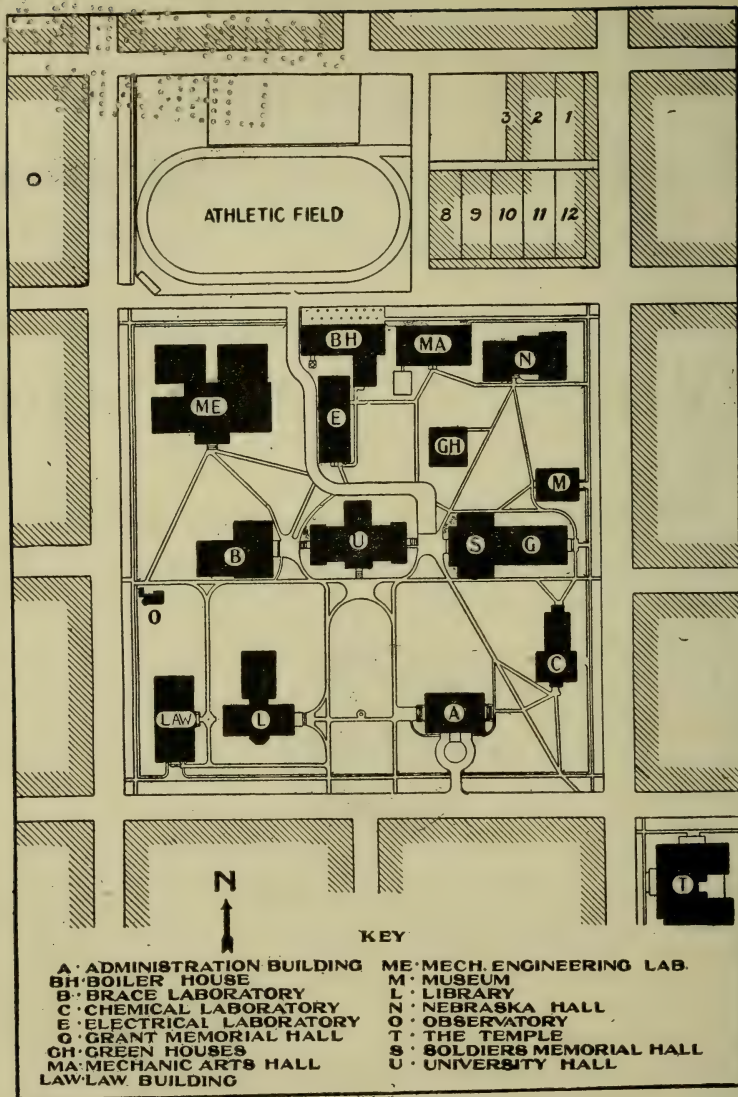 3 2 1
ATHLETIC FIELD
8 9 10 11 12
BH
MA
N
ME
E
GH
M
B
U
S
G
O
C
LAW
L
A
N
T
KEY
A · ADMINISTRATION BUILDING
BH · BOILER HOUSE
B · BRACE LABORATORY
C · CHEMICAL LABORATORY
E · ELECTRICAL LABORATORY
G · GRANT MEMORIAL HALL
GH · GREEN HOUSES
MA · MECHANIC ARTS HALL
LAW · LAW BUILDING
ME · MECH. ENGINEERING LAB.
M · MUSEUM
L · LIBRARY
N · NEBRASKA HALL
O · OBSERVATORY
T · THE TEMPLE
S · SOLDIERS MEMORIAL HALL
U · UNIVERSITY HALL